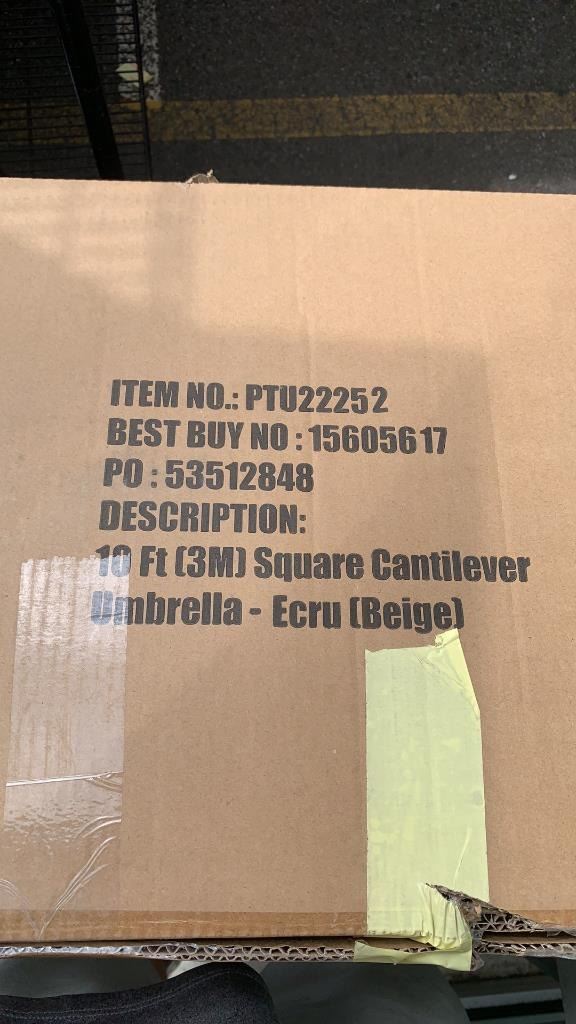 ITEM NO.: PTU22252
BEST BUY NO : 15605617
PO : 53512848
DESCRIPTION:
10 Ft (3M) Square Cantilever
Umbrella - Ecru (Beige)